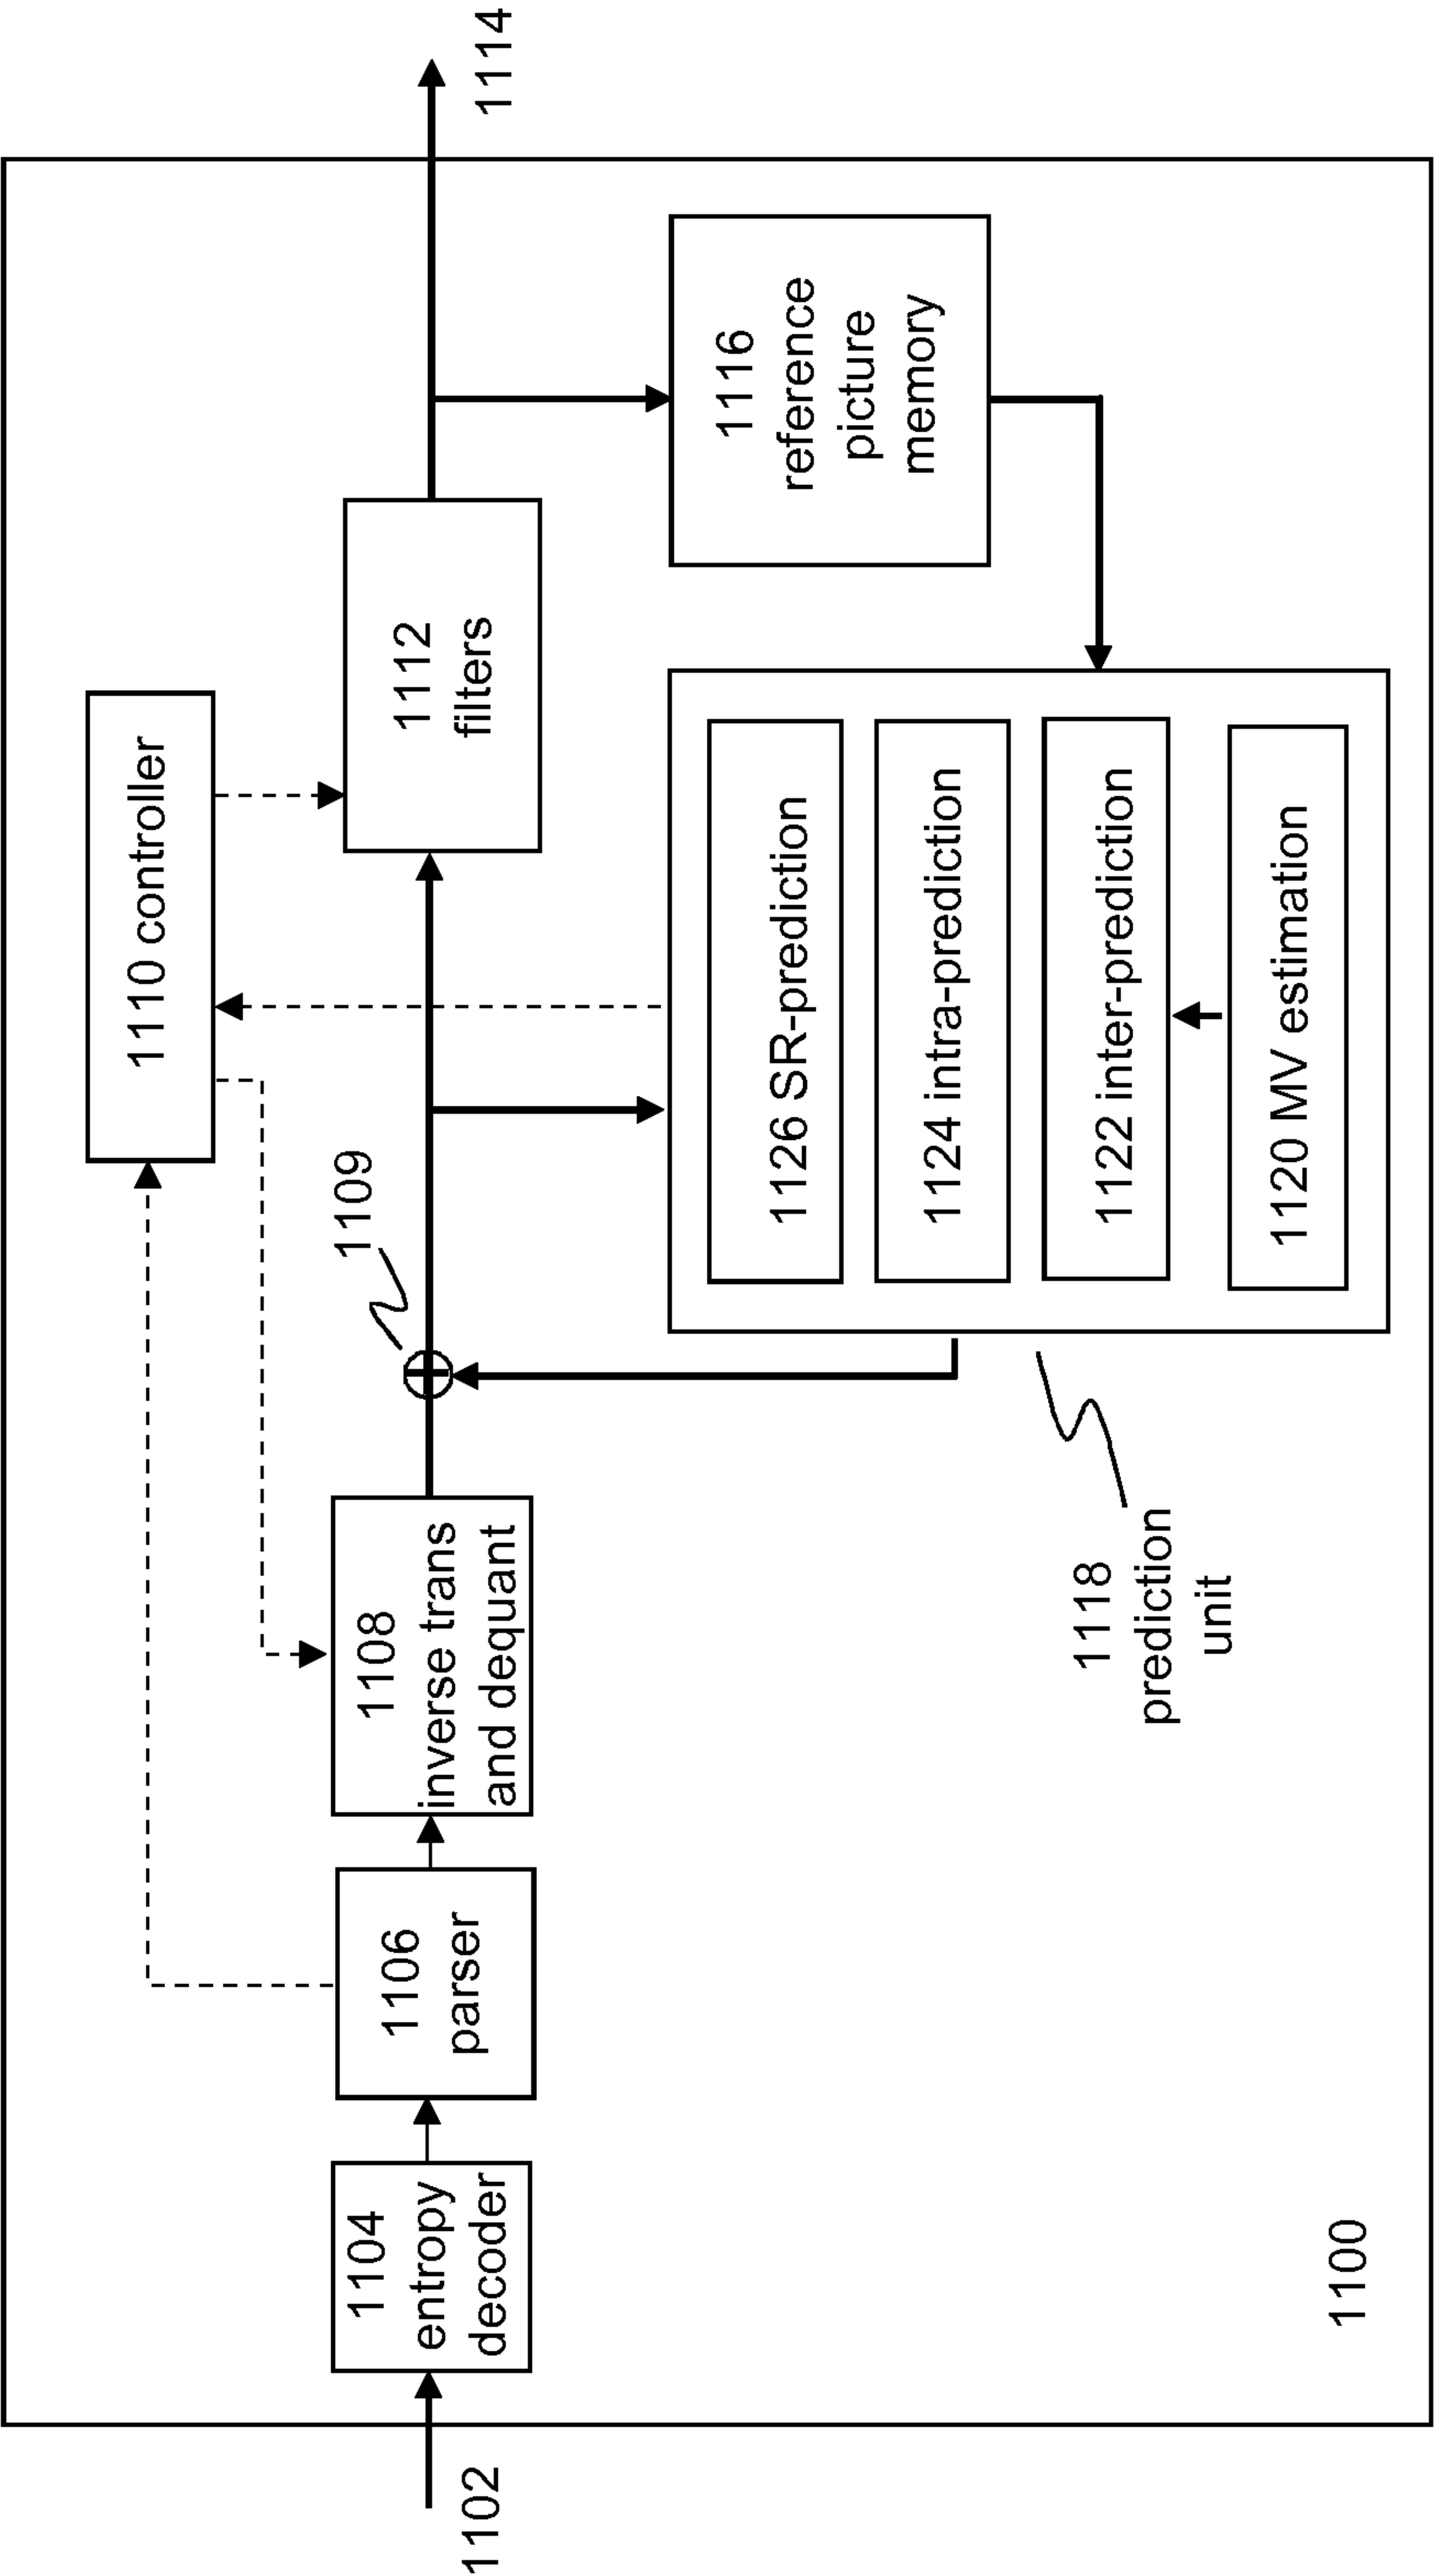 1110 controller
1102
1104
entropy
decoder
1106
parser
1108
inverse trans
and dequant
1109
1112
filters
1114
1116
reference
picture
memory
1126 SR-prediction
1124 intra-prediction
1122 inter-prediction
1120 MV estimation
1118
prediction
unit
1100